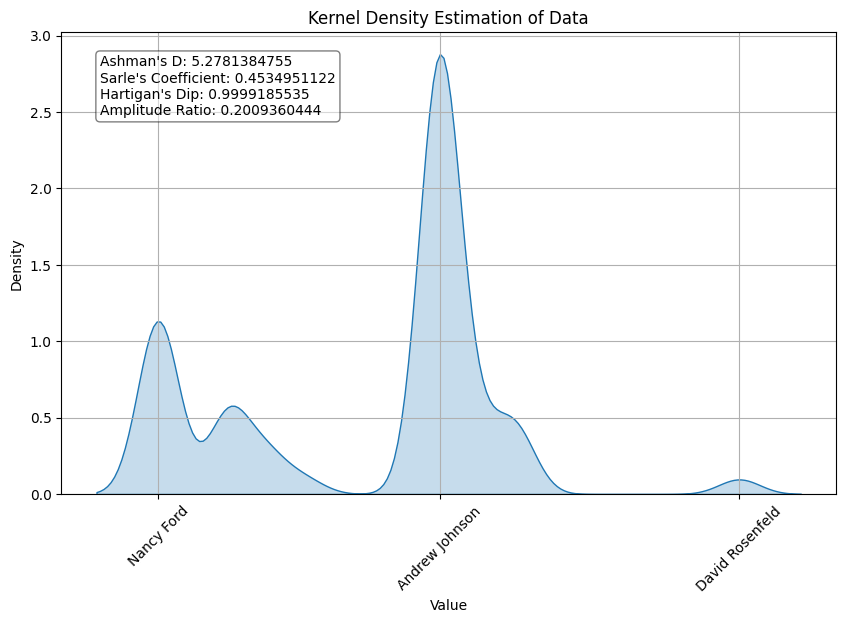 Kernel Density Estimation of Data
Ashman's D: 5.2781384755
Sarle's Coefficient: 0.4534951122
Hartigan's Dip: 0.9999185535
Amplitude Ratio: 0.2009360444
3.0
2.5
2.0
1.5
1.0
0.5
0.0
Density
Nancy Ford
Andrew Johnson
David Rosenfeld
Value